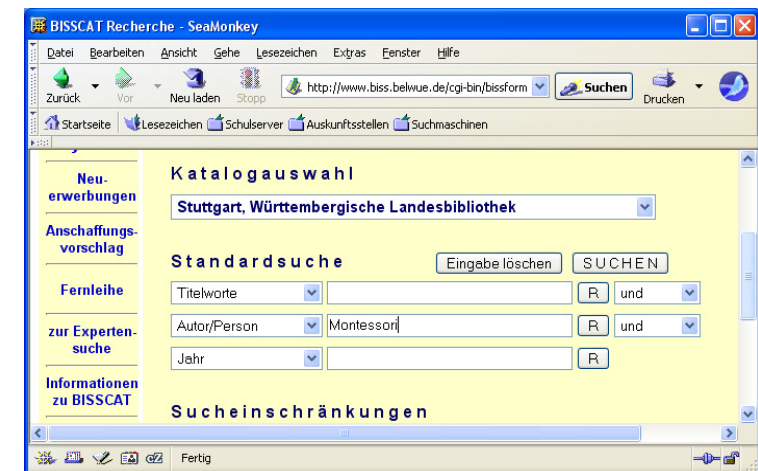 BISSCAT Recherche - SeaMonkey
Datei Bearbeiten Ansicht Gehe Lesezeichen Extras Fenster Hilfe
Zurück Vor Neu laden Stopp http://www.biss.belwue.de/cgi-bin/bissform Suchen Drucken
Startseite Lesezeichen Schulserver Auskunftsstellen Suchmaschinen
Neu-
erwerbungen
Anschaffungs-
vorschlag
Fernleihe
zur Experten-
suche
Informationen
zu BISSCAT
Katalogauswahl
Stuttgart, Württembergische Landesbibliothek
Standardsuche Eingabe löschen SUCHEN
Titelworte R und
Autor/Person Montessori R und
Jahr R
Sucheinschränkungen
Fertig